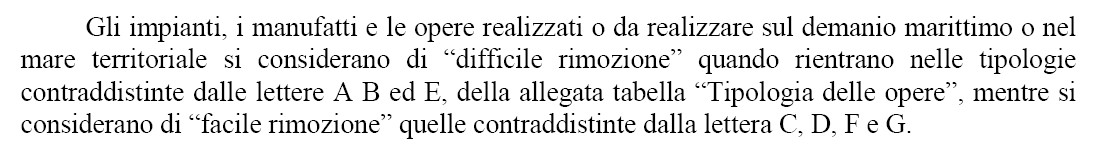 Gli impianti, i manufatti e le opere realizzati o da realizzare sul demanio marittimo o nel
mare territoriale si considerano di “difficile rimozione” quando rientrano nelle tipologie
contraddistinte dalle lettere A B ed E, della allegata tabella “Tipologia delle opere”, mentre si
considerano di “facile rimozione” quelle contraddistinte dalla lettera C, D, F e G.